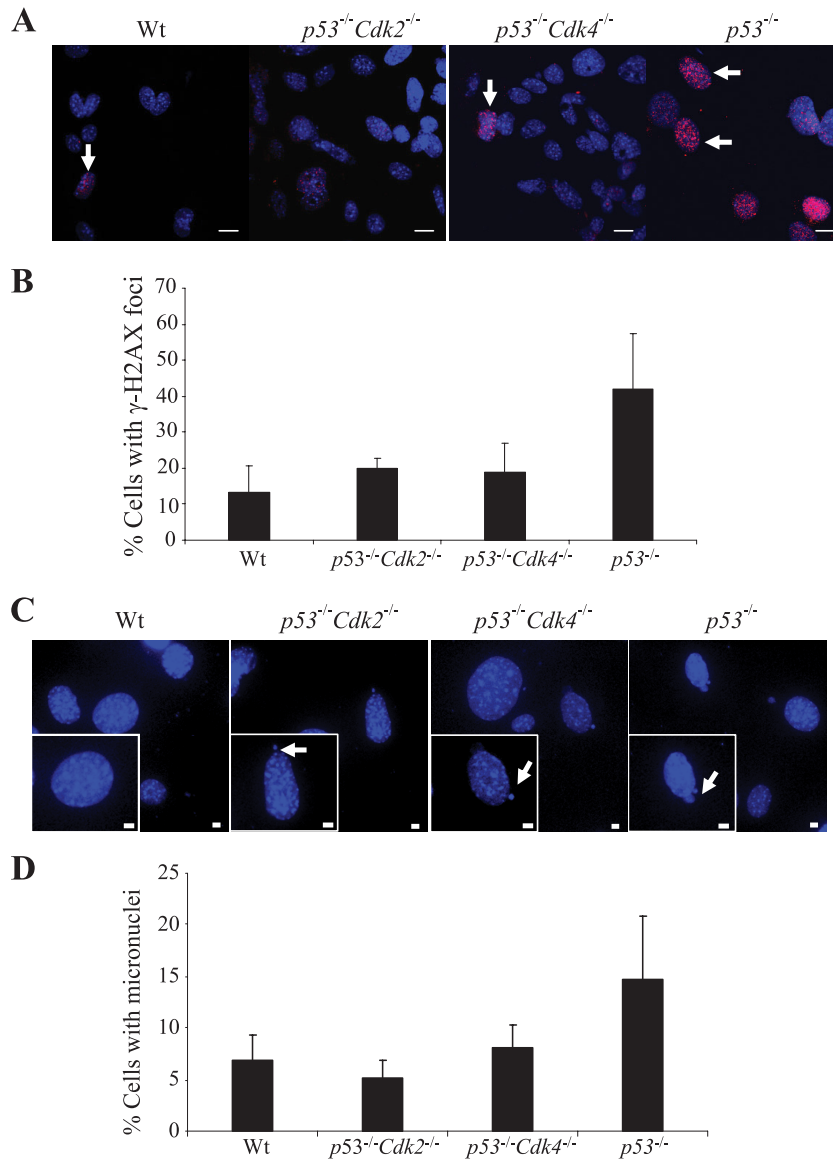 A
Wt p53-/-Cdk2-/- p53-/-Cdk4-/- p53-/-
B
% Cells with γ-H2AX foci
70
60
50
40
30
20
10
0
Wt p53-/-Cdk2-/- p53-/-Cdk4-/- p53-/-
C
Wt p53-/-Cdk2-/- p53-/-Cdk4-/- p53-/-
D
% Cells with micronuclei
25
20
15
10
5
0
Wt p53-/-Cdk2-/- p53-/-Cdk4-/- p53-/-